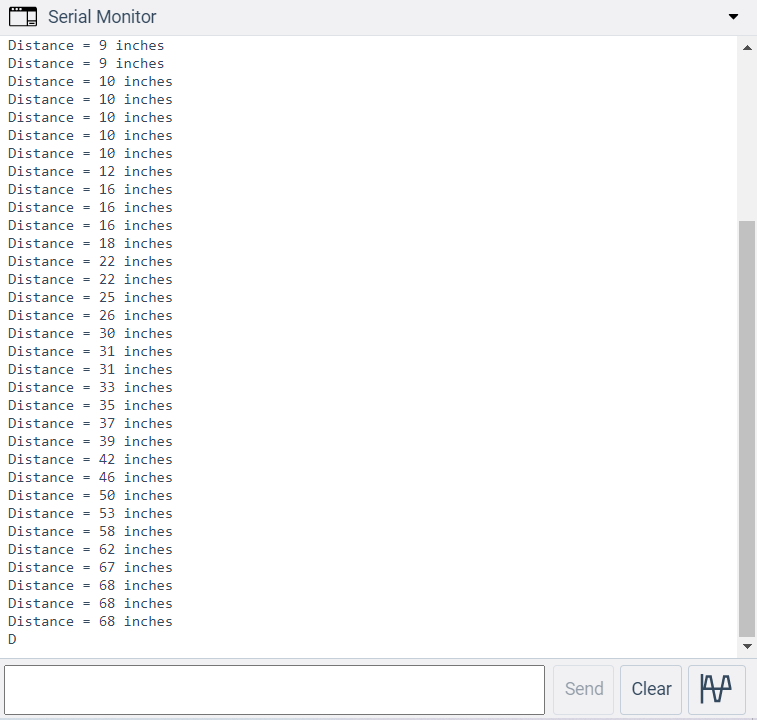 Serial Monitor
Distance = 9 inches
Distance = 9 inches
Distance = 10 inches
Distance = 10 inches
Distance = 10 inches
Distance = 10 inches
Distance = 10 inches
Distance = 12 inches
Distance = 16 inches
Distance = 16 inches
Distance = 16 inches
Distance = 18 inches
Distance = 22 inches
Distance = 22 inches
Distance = 25 inches
Distance = 26 inches
Distance = 30 inches
Distance = 31 inches
Distance = 31 inches
Distance = 33 inches
Distance = 35 inches
Distance = 37 inches
Distance = 39 inches
Distance = 42 inches
Distance = 46 inches
Distance = 50 inches
Distance = 53 inches
Distance = 58 inches
Distance = 62 inches
Distance = 67 inches
Distance = 68 inches
Distance = 68 inches
Distance = 68 inches
D
Send Clear